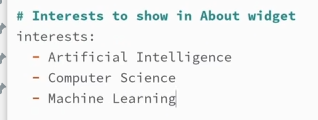 # Interests to show in About widget
interests:
  - Artificial Intelligence
  - Computer Science
  - Machine Learning